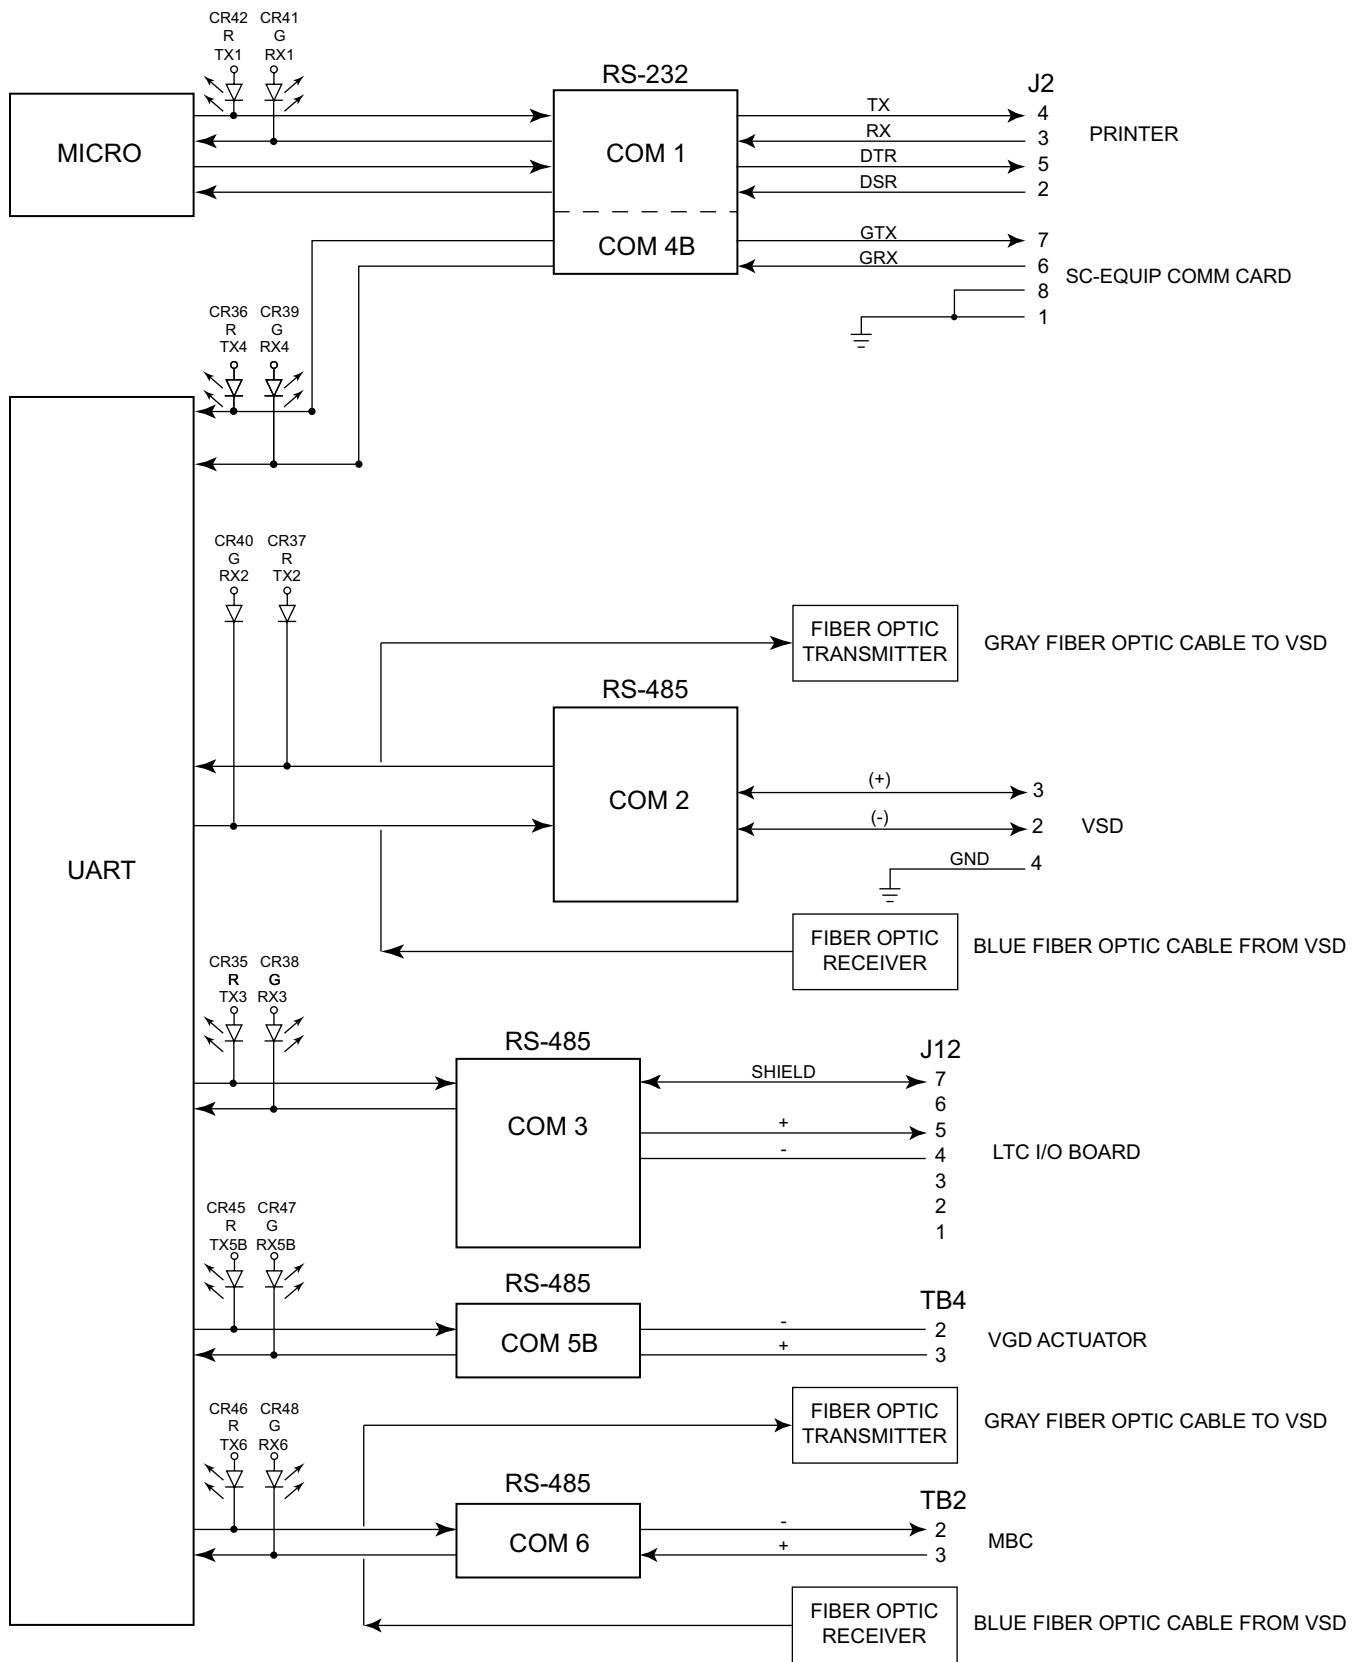 CR42 CR41
R G
TX1 RX1
RS-232
J2
MICRO
COM 1
TX 4
RX 3
DTR 5
DSR 2
PRINTER
COM 4B
GTX 7
GRX 6
8
1
SC-EQUIP COMM CARD
CR36 CR39
R G
TX4 RX4
UART
CR40 CR37
G R
RX2 TX2
FIBER OPTIC
TRANSMITTER
GRAY FIBER OPTIC CABLE TO VSD
RS-485
COM 2
(+) 3
(-) 2
VSD
GND 4
FIBER OPTIC
RECEIVER
BLUE FIBER OPTIC CABLE FROM VSD
CR35 CR38
R G
TX3 RX3
RS-485
J12
COM 3
SHIELD 7
6
+ 5
- 4
3
2
1
LTC I/O BOARD
CR45 CR47
R G
TX5B RX5B
RS-485
TB4
COM 5B
- 2
+ 3
VGD ACTUATOR
FIBER OPTIC
TRANSMITTER
GRAY FIBER OPTIC CABLE TO VSD
CR46 CR48
R G
TX6 RX6
RS-485
TB2
COM 6
- 2
+ 3
MBC
FIBER OPTIC
RECEIVER
BLUE FIBER OPTIC CABLE FROM VSD